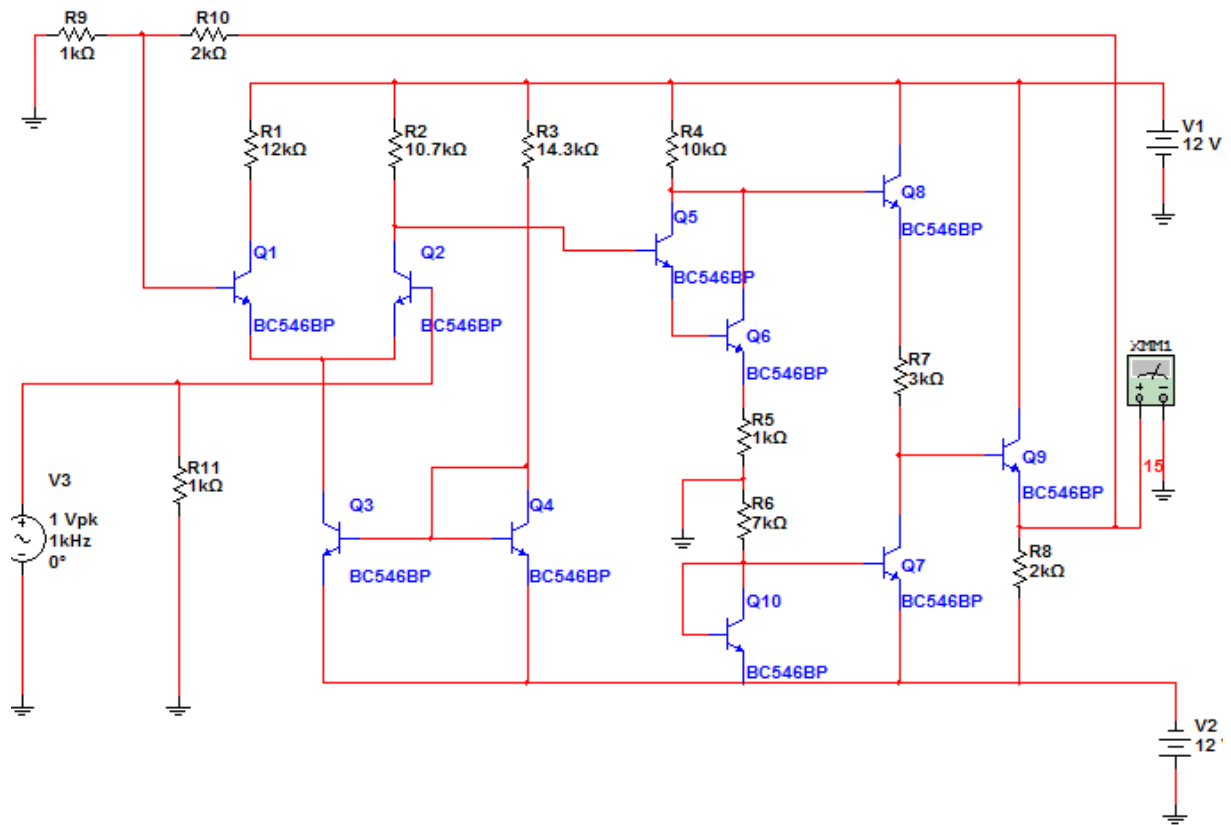 R9
1kΩ
R10
2kΩ
R1
12kΩ
R2
10.7kΩ
R3
14.3kΩ
R4
10kΩ
V1
12 V
Q1
BC546BP
Q2
BC546BP
Q5
BC546BP
Q8
BC546BP
Q6
BC546BP
R7
3kΩ
XMM1
R5
1kΩ
R11
1kΩ
V3
1 Vpk
1kHz
0°
Q3
BC546BP
Q4
BC546BP
R6
7kΩ
Q9
BC546BP
15
Q7
BC546BP
R8
2kΩ
Q10
BC546BP
V2
12